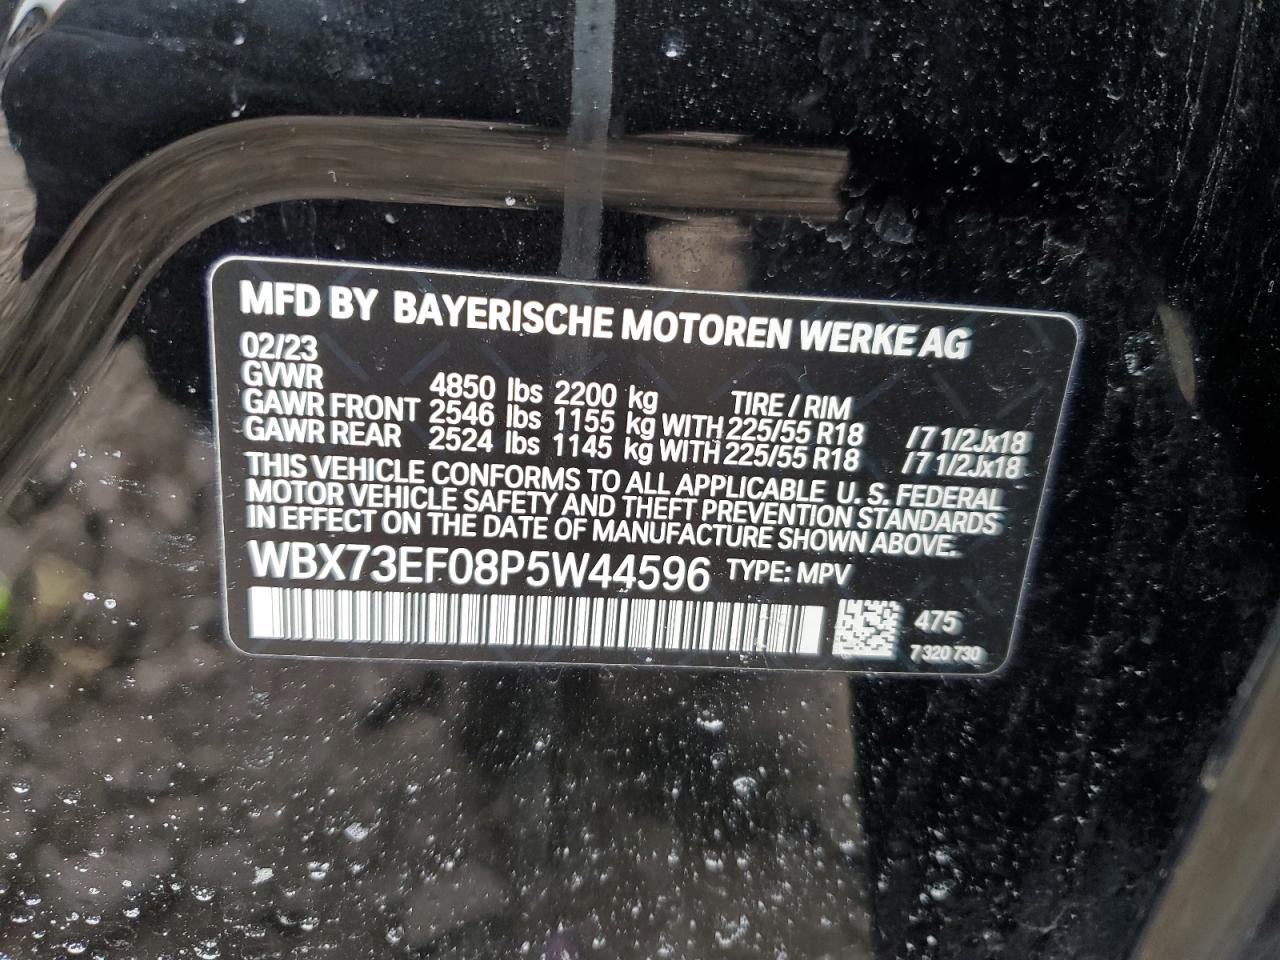 MFD BY BAYERISCHE MOTOREN WERKE AG
02/23
GVWR 4850 lbs 2200 kg TIRE / RIM
GAWR FRONT 2546 lbs 1155 kg WITH 225/55 R18 /7 1/2Jx18
GAWR REAR 2524 lbs 1145 kg WITH 225/55 R18 /7 1/2Jx18
THIS VEHICLE CONFORMS TO ALL APPLICABLE U. S. FEDERAL
MOTOR VEHICLE SAFETY AND THEFT PREVENTION STANDARDS
IN EFFECT ON THE DATE OF MANUFACTURE SHOWN ABOVE.
WBX73EF08P5W44596 TYPE: MPV
475
7 320 730